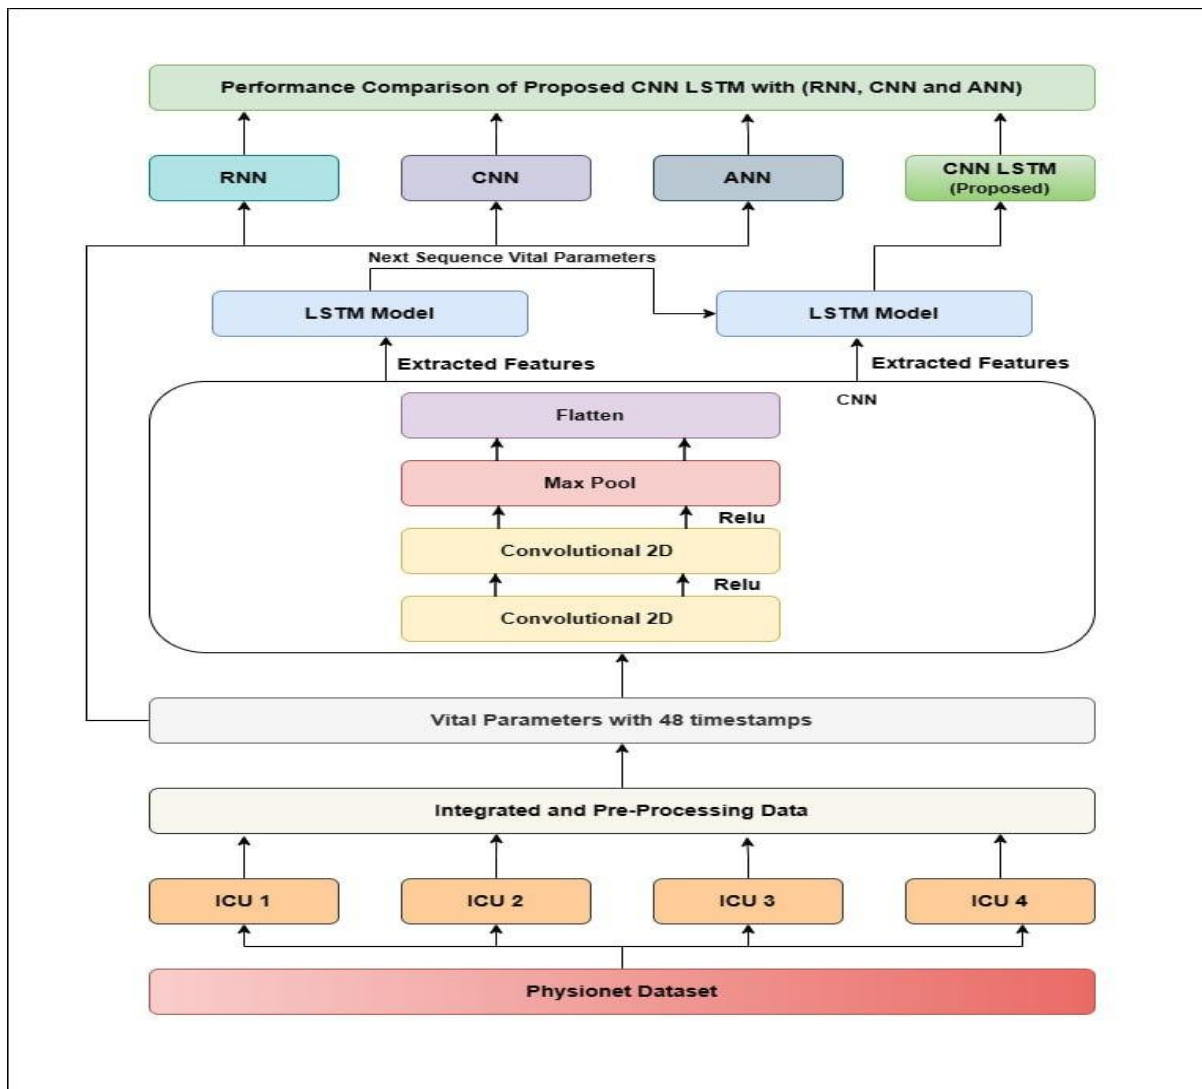 Performance Comparison of Proposed CNN LSTM with (RNN, CNN and ANN)
RNN
CNN
ANN
CNN LSTM
(Proposed)
Next Sequence Vital Parameters
LSTM Model
LSTM Model
Extracted Features
Extracted Features
CNN
Flatten
Max Pool
Relu
Convolutional 2D
Relu
Convolutional 2D
Vital Parameters with 48 timestamps
Integrated and Pre-Processing Data
ICU 1
ICU 2
ICU 3
ICU 4
Physionet Dataset